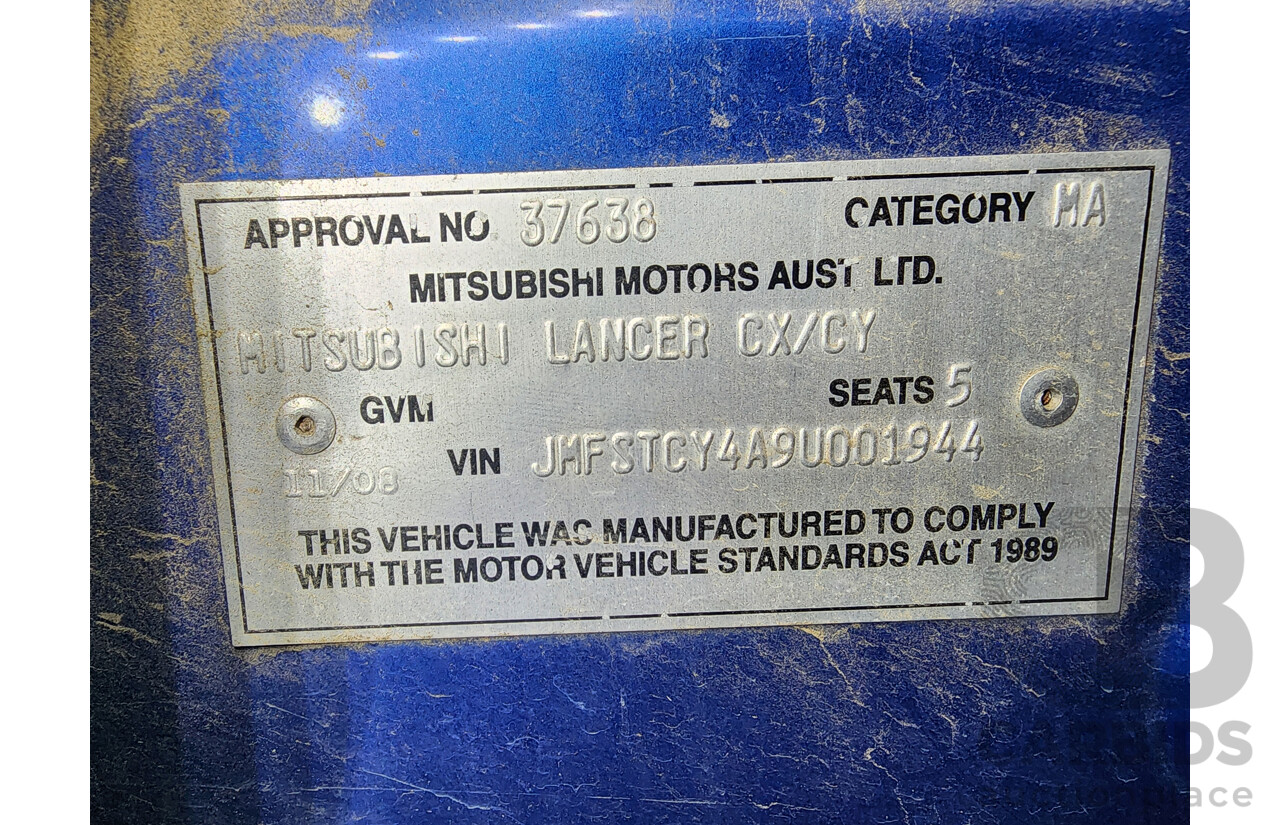 APPROVAL NO 37638 CATEGORY MA
MITSUBISHI MOTORS AUST LTD.
MITSUBISHI LANCER CX/CY
GVM SEATS 5
11/08 VIN JMFSTCY4A9U001944
THIS VEHICLE WAS MANUFACTURED TO COMPLY
WITH THE MOTOR VEHICLE STANDARDS ACT 1989